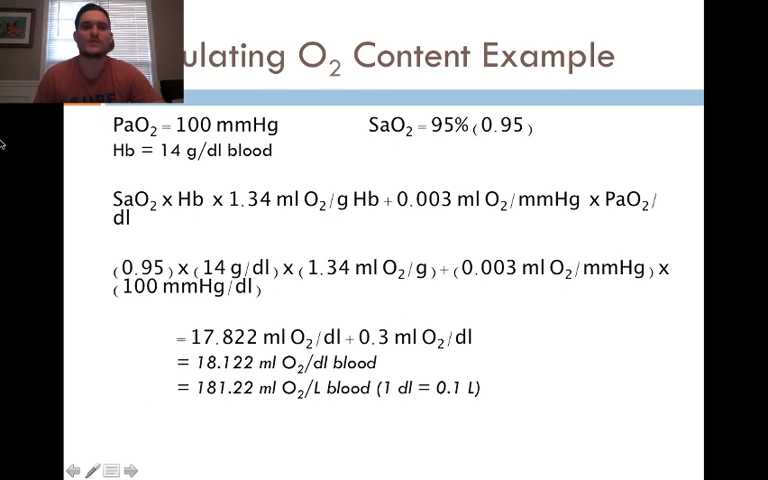 ulating O₂ Content Example
PaO₂ = 100 mmHg SaO₂ = 95% (0.95)
Hb = 14 g/dl blood
SaO₂ x Hb x 1.34 ml O₂/g Hb + 0.003 ml O₂/mmHg x PaO₂/
dl
(0.95) x (14 g/dl) x (1.34 ml O₂/g) + (0.003 ml O₂/mmHg) x
(100 mmHg/dl)
= 17.822 ml O₂/dl + 0.3 ml O₂/dl
= 18.122 ml O₂/dl blood
= 181.22 ml O₂/L blood (1 dl = 0.1 L)